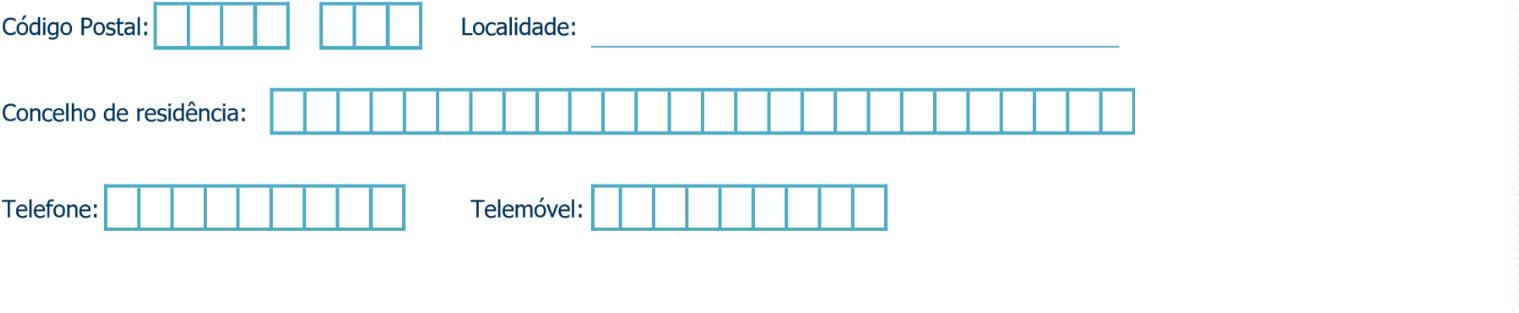 Código Postal: Localidade:
Concelho de residência:
Telefone: Telemóvel: